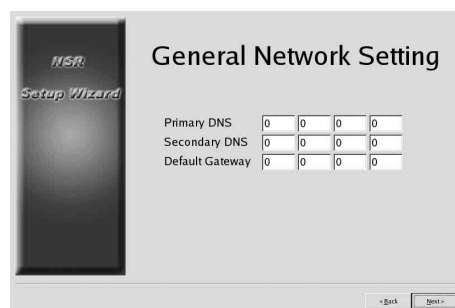 NSR
Setup Wizard
General Network Setting
Primary DNS 0 0 0 0
Secondary DNS 0 0 0 0
Default Gateway 0 0 0 0
< Back Next >